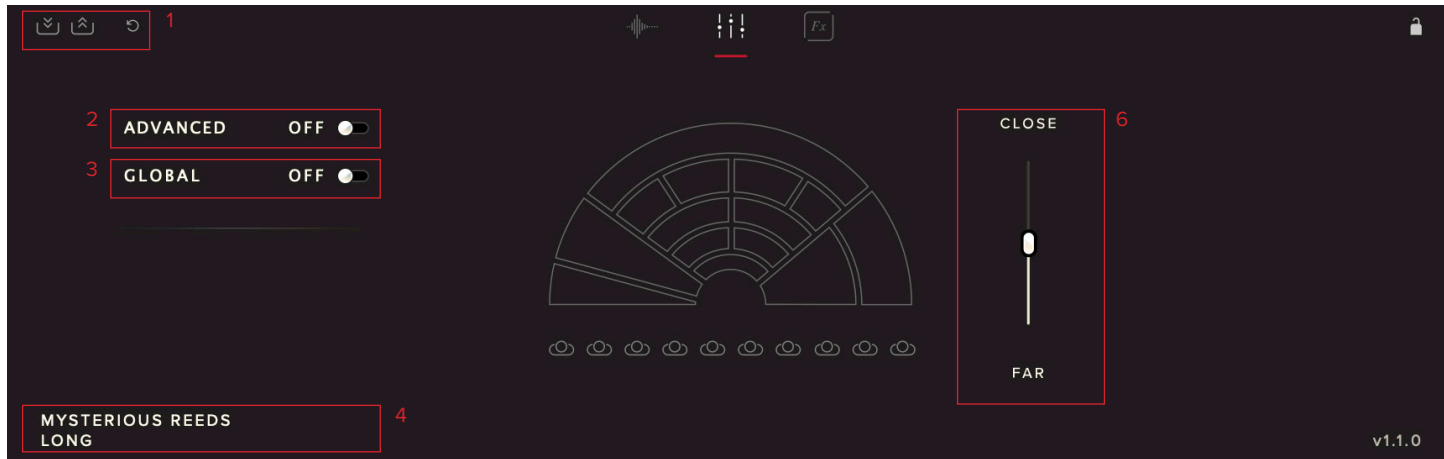 1
Fx
2
ADVANCED OFF
3
GLOBAL OFF
CLOSE
6
FAR
MYSTERIOUS REEDS
LONG
4
v1.1.0